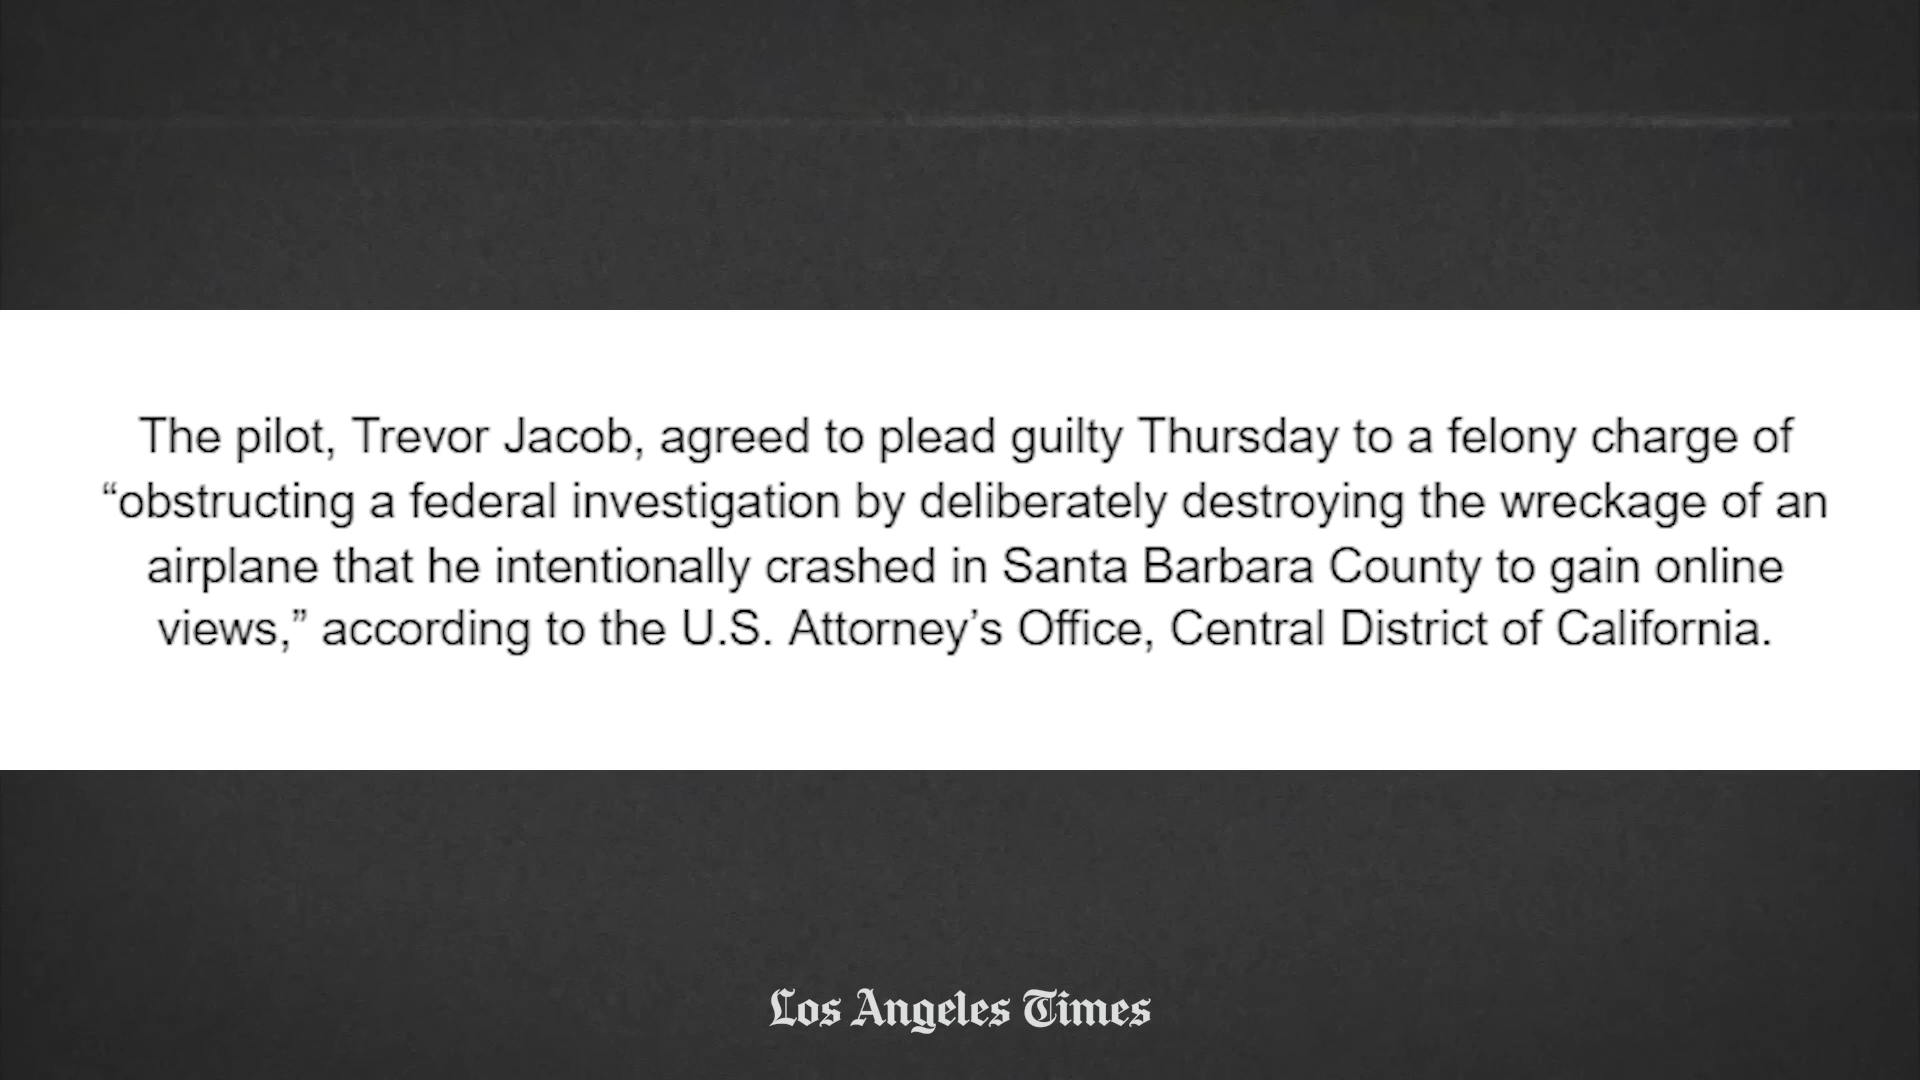 The pilot, Trevor Jacob, agreed to plead guilty Thursday to a felony charge of
“obstructing a federal investigation by deliberately destroying the wreckage of an
airplane that he intentionally crashed in Santa Barbara County to gain online
views,” according to the U.S. Attorney’s Office, Central District of California.
Los Angeles Times